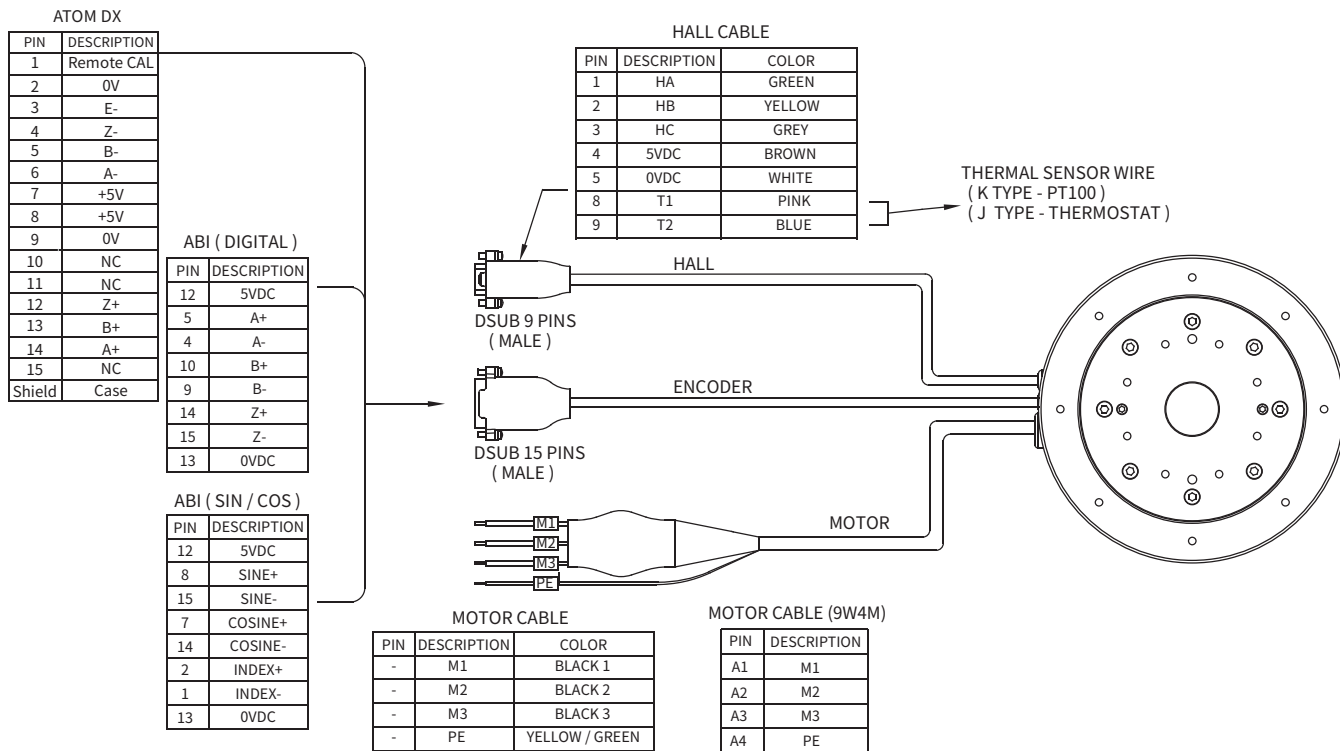 ATOM DX
PIN DESCRIPTION
1 Remote CAL
2 0V
3 E-
4 Z-
5 B-
6 A-
7 +5V
8 +5V
9 0V
10 NC
11 NC
12 Z+
13 B+
14 A+
15 NC
Shield Case
ABI ( DIGITAL )
PIN DESCRIPTION
12 5VDC
5 A+
4 A-
10 B+
9 B-
14 Z+
15 Z-
13 0VDC
ABI ( SIN / COS )
PIN DESCRIPTION
12 5VDC
8 SINE+
15 SINE-
7 COSINE+
14 COSINE-
2 INDEX+
1 INDEX-
13 0VDC
HALL CABLE
PIN DESCRIPTION COLOR
1 HA GREEN
2 HB YELLOW
3 HC GREY
4 5VDC BROWN
5 0VDC WHITE
8 T1 PINK
9 T2 BLUE
THERMAL SENSOR WIRE
( K TYPE - PT100 )
( J TYPE - THERMOSTAT )
HALL
DSUB 9 PINS
( MALE )
ENCODER
DSUB 15 PINS
( MALE )
MOTOR
M1
M2
M3
PE
MOTOR CABLE
PIN DESCRIPTION COLOR
- M1 BLACK 1
- M2 BLACK 2
- M3 BLACK 3
- PE YELLOW / GREEN
MOTOR CABLE (9W4M)
PIN DESCRIPTION
A1 M1
A2 M2
A3 M3
A4 PE